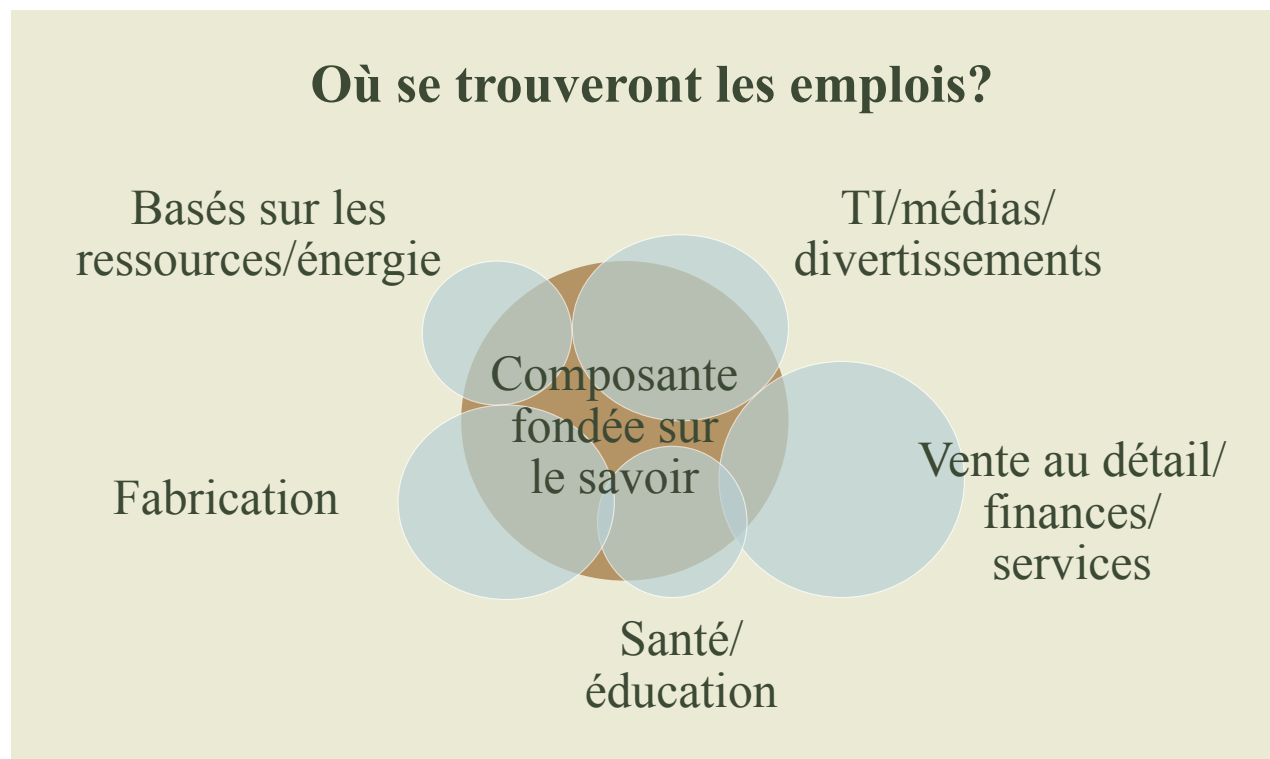 Où se trouveront les emplois?
Basés sur les
ressources/énergie
TI/médias/
divertissements
Composante
fondée sur
le savoir
Fabrication
Vente au détail/
finances/
services
Santé/
éducation